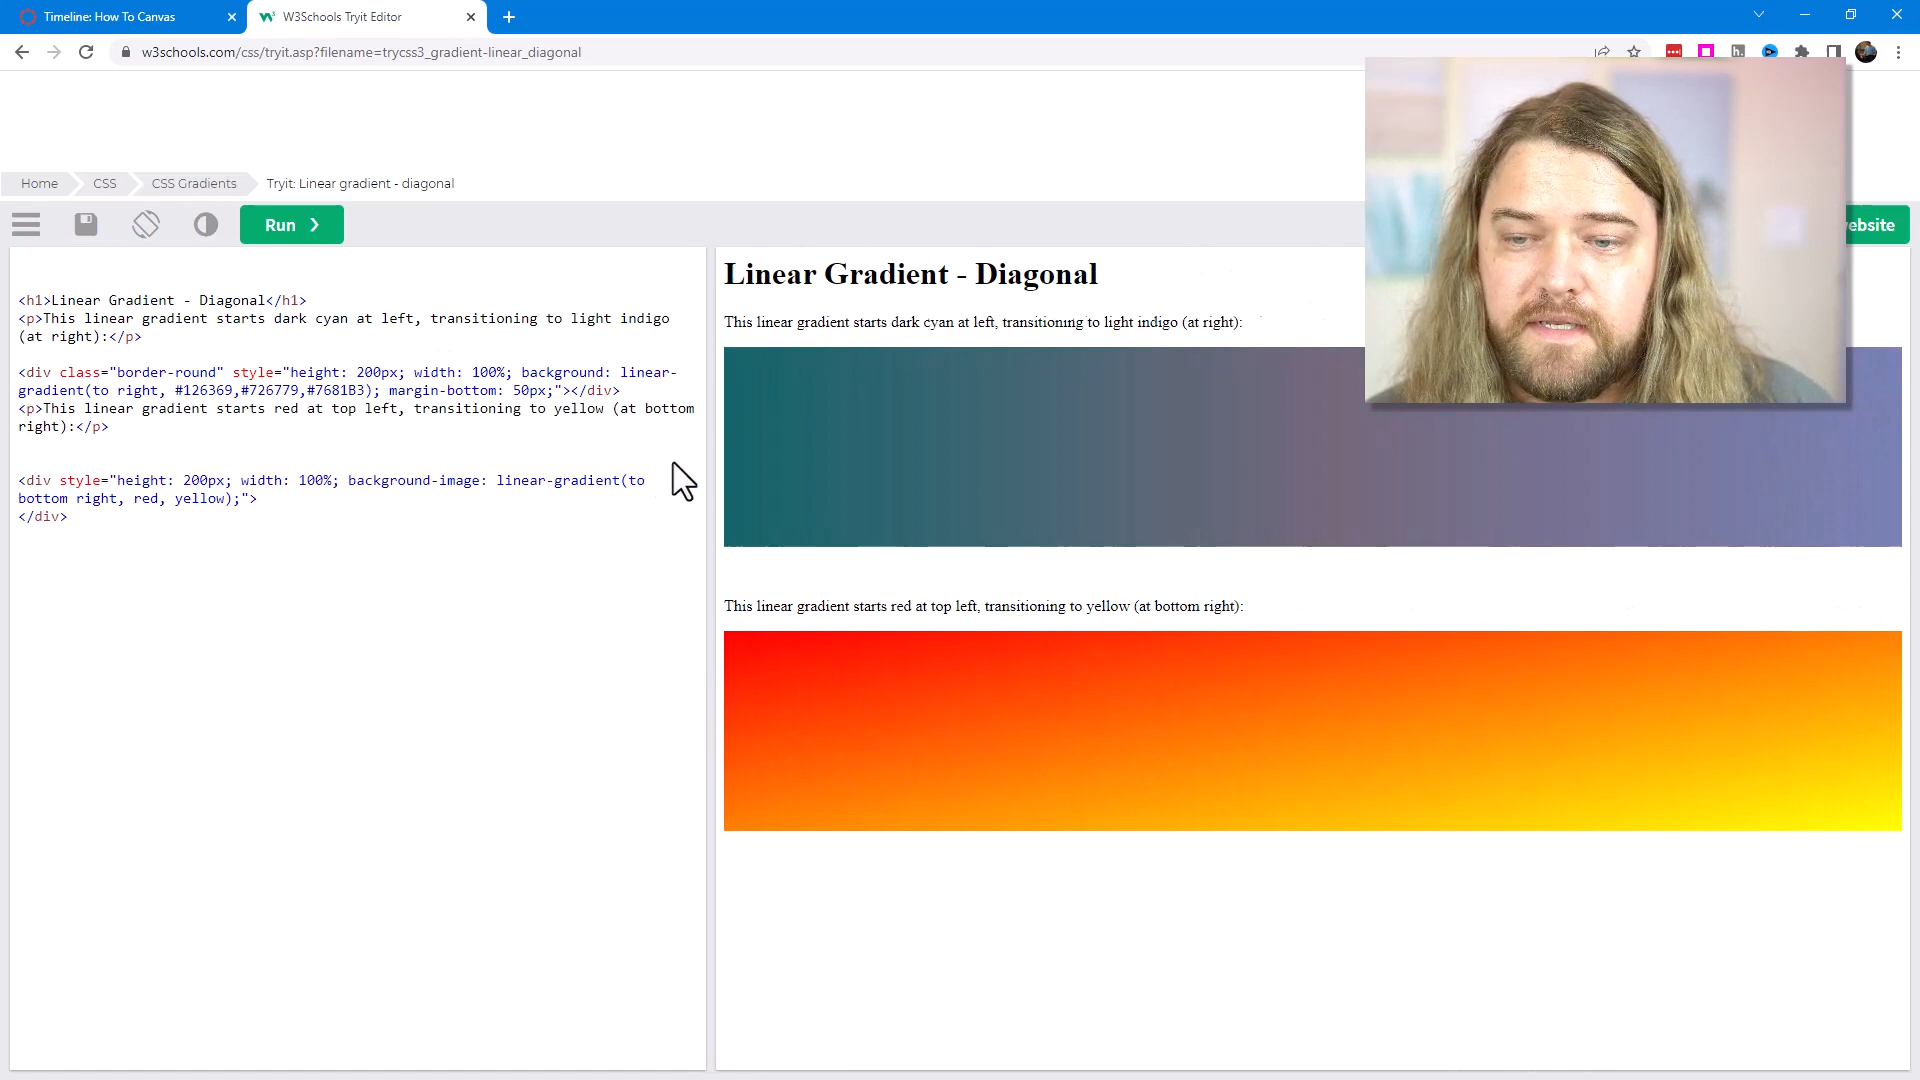 Timeline: How To Canvas
W3Schools Tryit Editor
w3schools.com/css/tryit.asp?filename=trycss3_gradient-linear_diagonal
h.
Home CSS CSS Gradients Tryit: Linear gradient - diagonal
Run ❯
ebsite
<h1>Linear Gradient - Diagonal</h1>
<p>This linear gradient starts dark cyan at left, transitioning to light indigo
(at right):</p>
<div class="border-round" style="height: 200px; width: 100%; background: linear-
gradient(to right, #126369,#726779,#7681B3); margin-bottom: 50px;"></div>
<p>This linear gradient starts red at top left, transitioning to yellow (at bottom
right):</p>
<div style="height: 200px; width: 100%; background-image: linear-gradient(to
bottom right, red, yellow);">
</div>
Linear Gradient - Diagonal
This linear gradient starts dark cyan at left, transitioning to light indigo (at right):
This linear gradient starts red at top left, transitioning to yellow (at bottom right):